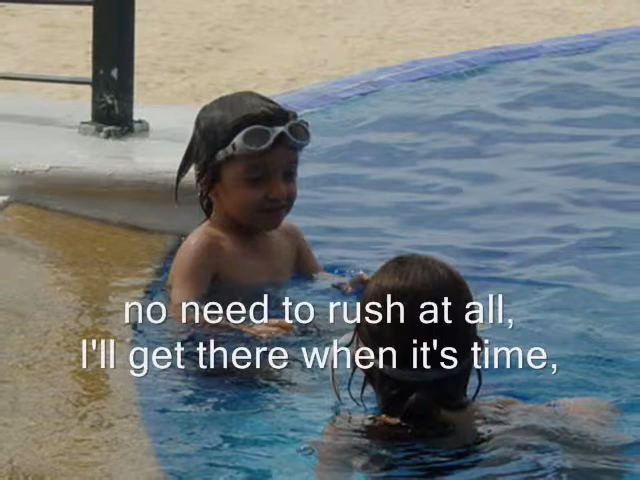 no need to rush at all,
I'll get there when it's time,